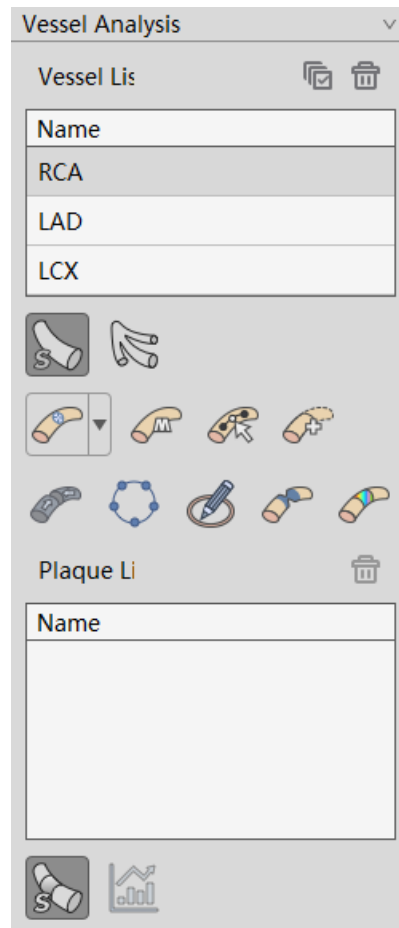 Vessel Analysis
Vessel Lis
Name
RCA
LAD
LCX
S
M
Plaque Li
Name
S